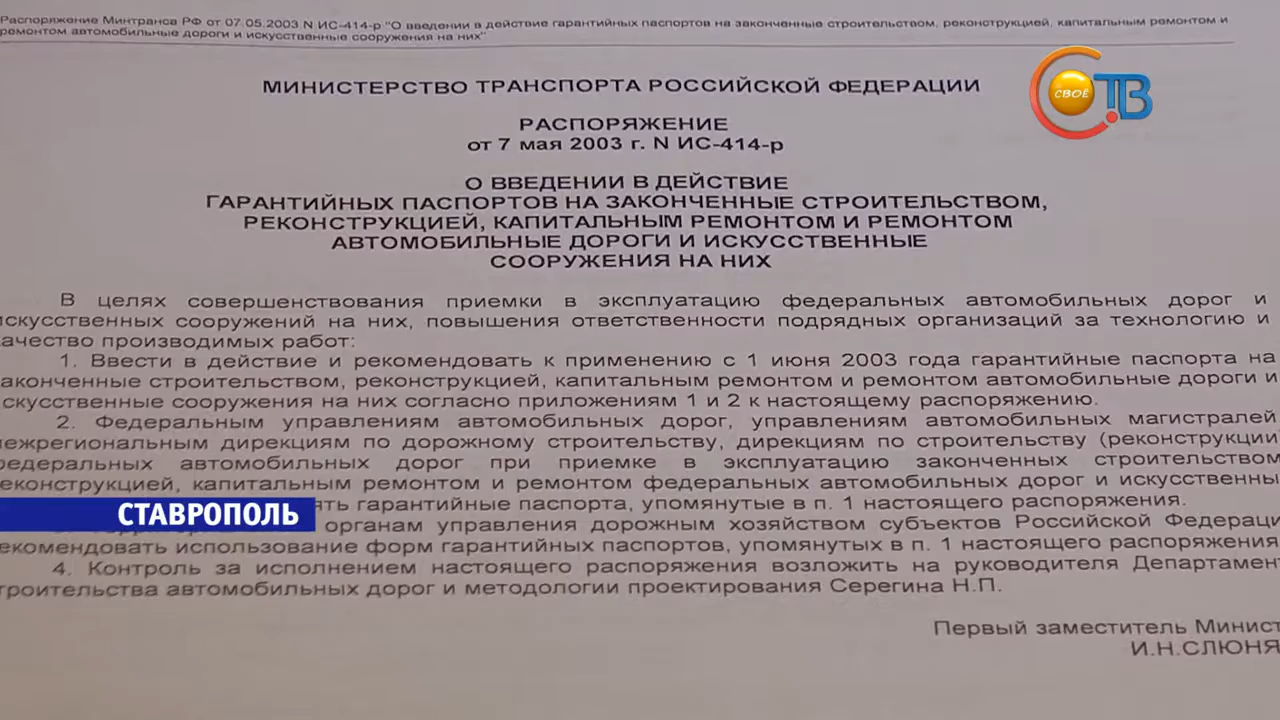 Распоряжение Минтранса РФ от 07.05.2003 N ИС-414-р "О введении в действие гарантийных паспортов на законченные строительством, реконструкцией, капитальным ремонтом и
ремонтом автомобильные дороги и искусственные сооружения на них"
СВОЁ ТВ
МИНИСТЕРСТВО ТРАНСПОРТА РОССИЙСКОЙ ФЕДЕРАЦИИ
РАСПОРЯЖЕНИЕ
от 7 мая 2003 г. N ИС-414-р
О ВВЕДЕНИИ В ДЕЙСТВИЕ
ГАРАНТИЙНЫХ ПАСПОРТОВ НА ЗАКОНЧЕННЫЕ СТРОИТЕЛЬСТВОМ,
РЕКОНСТРУКЦИЕЙ, КАПИТАЛЬНЫМ РЕМОНТОМ И РЕМОНТОМ
АВТОМОБИЛЬНЫЕ ДОРОГИ И ИСКУССТВЕННЫЕ
СООРУЖЕНИЯ НА НИХ
В целях совершенствования приемки в эксплуатацию федеральных автомобильных дорог и
искусственных сооружений на них, повышения ответственности подрядных организаций за технологию и
качество производимых работ:
1. Ввести в действие и рекомендовать к применению с 1 июня 2003 года гарантийные паспорта на
законченные строительством, реконструкцией, капитальным ремонтом и ремонтом автомобильные дороги и
искусственные сооружения на них согласно приложениям 1 и 2 к настоящему распоряжению.
2. Федеральным управлениям автомобильных дорог, управлениям автомобильных магистралей
межрегиональным дирекциям по дорожному строительству, дирекциям по строительству (реконструкции
федеральных автомобильных дорог при приемке в эксплуатацию законченных строительством
реконструкцией, капитальным ремонтом и ремонтом федеральных автомобильных дорог и искусственны
ять гарантийные паспорта, упомянутые в п. 1 настоящего распоряжения.
СТАВРОПОЛЬ
органам управления дорожным хозяйством субъектов Российской Федераци
рекомендовать использование форм гарантийных паспортов, упомянутых в п. 1 настоящего распоряжения
4. Контроль за исполнением настоящего распоряжения возложить на руководителя Департамен
строительства автомобильных дорог и методологии проектирования Серегина Н.П.
Первый заместитель Минист
И.Н.СЛЮНЯ